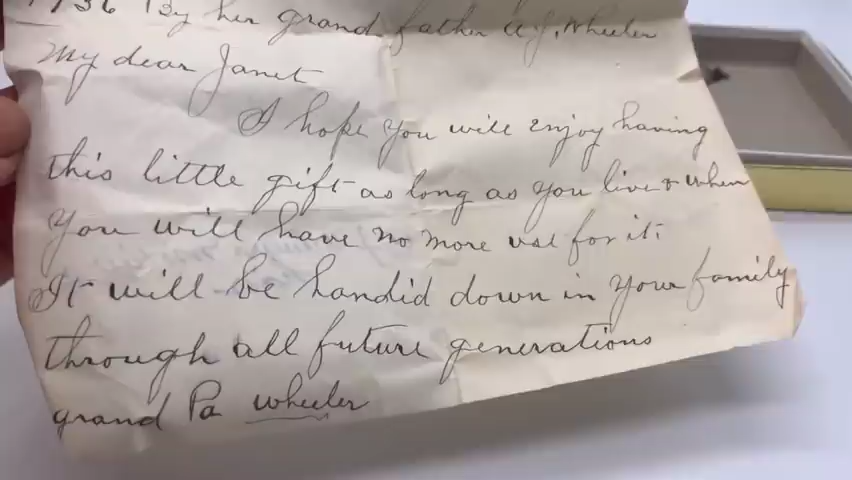 1936 By her grand father W.J. Wheeler
My dear Janet
I hope you will enjoy having
this little gift as long as you live & when
you will have no more use for it.
It will be handid down in your family
through all future generations
grand Pa Wheeler